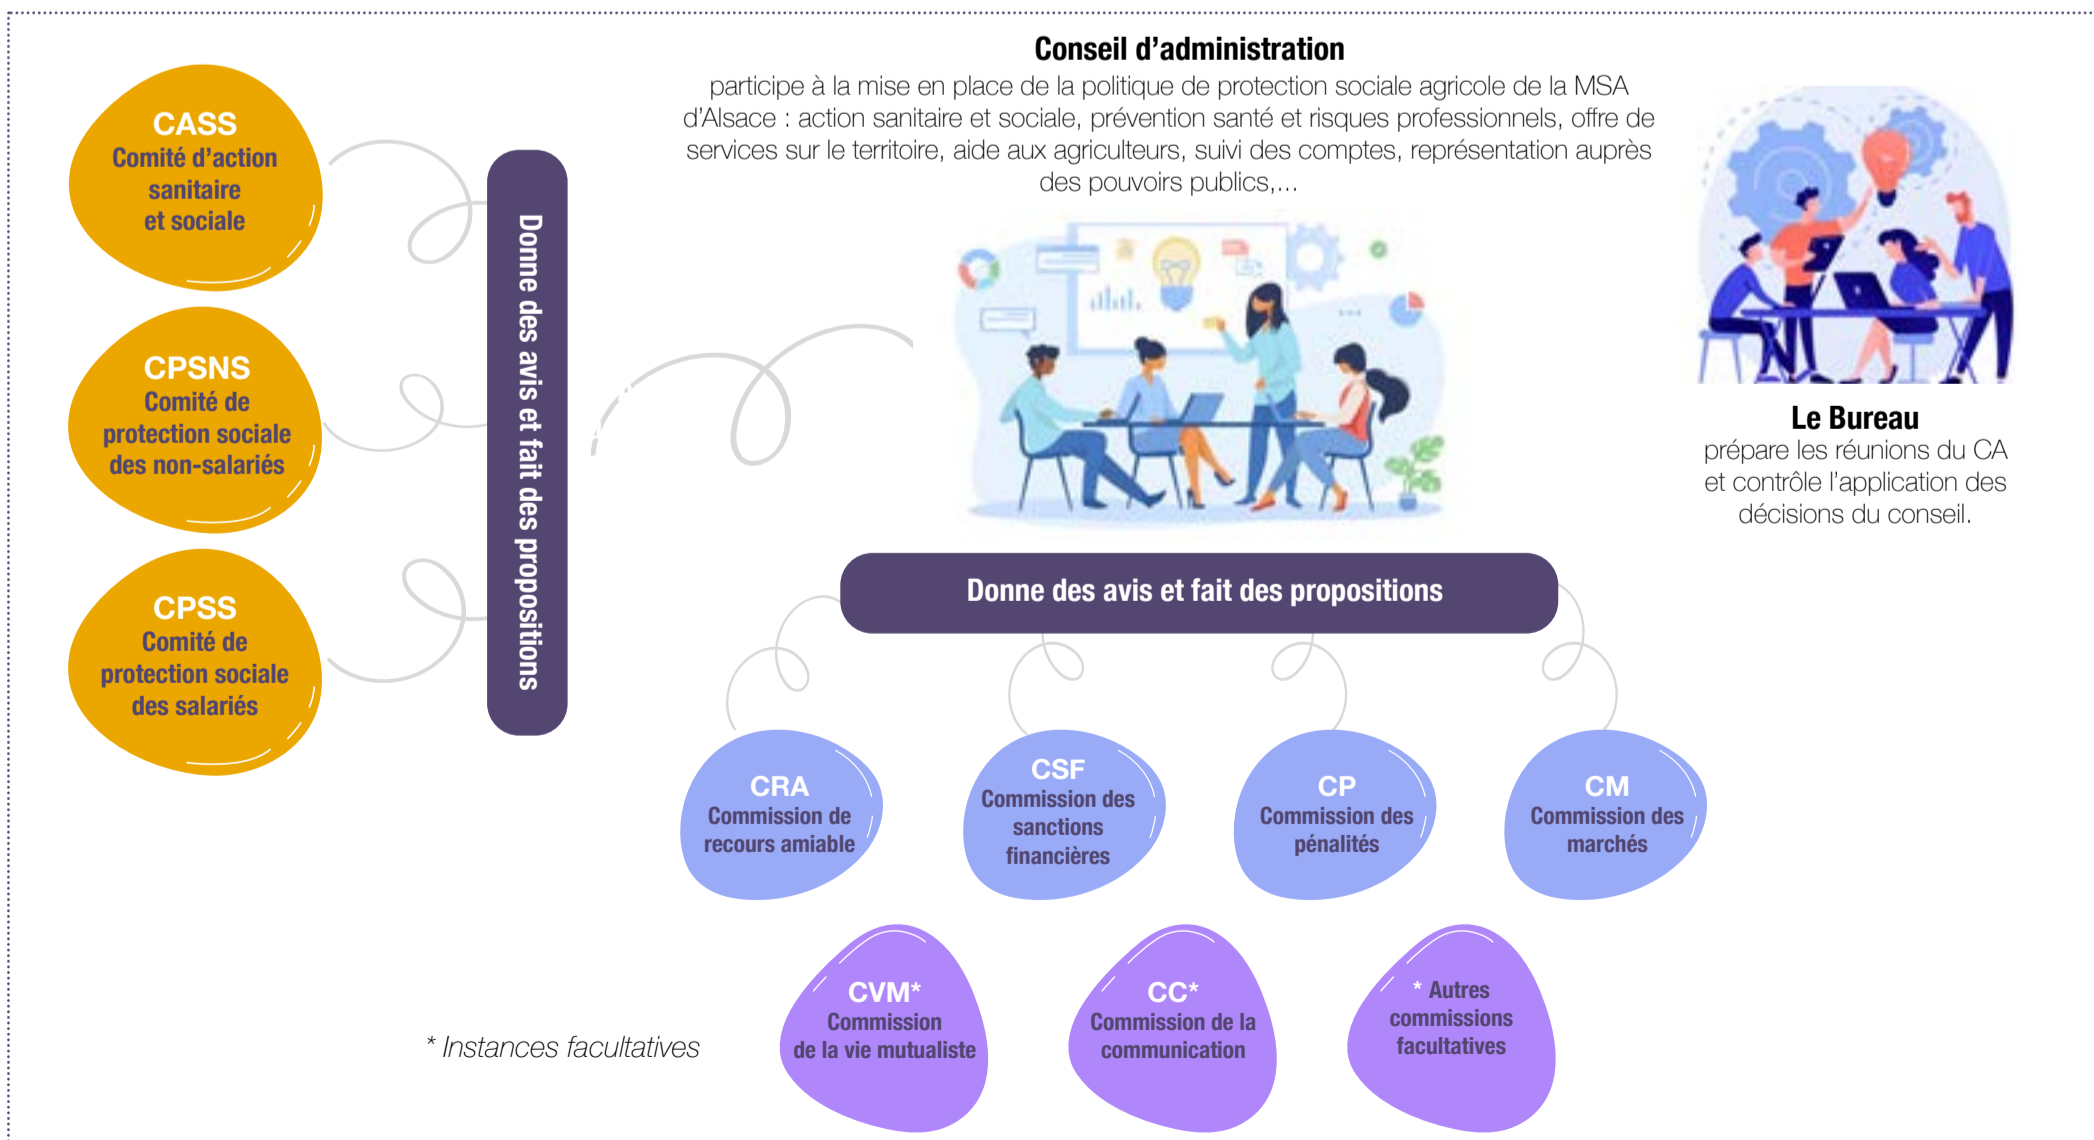 Conseil d'administration
participe à la mise en place de la politique de protection sociale agricole de la MSA
d'Alsace : action sanitaire et sociale, prévention santé et risques professionnels, offre de
services sur le territoire, aide aux agriculteurs, suivi des comptes, représentation auprès
des pouvoirs publics,...
CASS
Comité d'action
sanitaire
et sociale
CPSNS
Comité de
protection sociale
des non-salariés
CPSS
Comité de
protection sociale
des salariés
Donne des avis et fait des propositions
Le Bureau
prépare les réunions du CA
et contrôle l'application des
décisions du conseil.
Donne des avis et fait des propositions
CRA
Commission de
recours amiable
CSF
Commission des
sanctions
financières
CP
Commission des
pénalités
CM
Commission des
marchés
CVM*
Commission
de la vie mutualiste
CC*
Commission de la
communication
* Autres
commissions
facultatives
* Instances facultatives